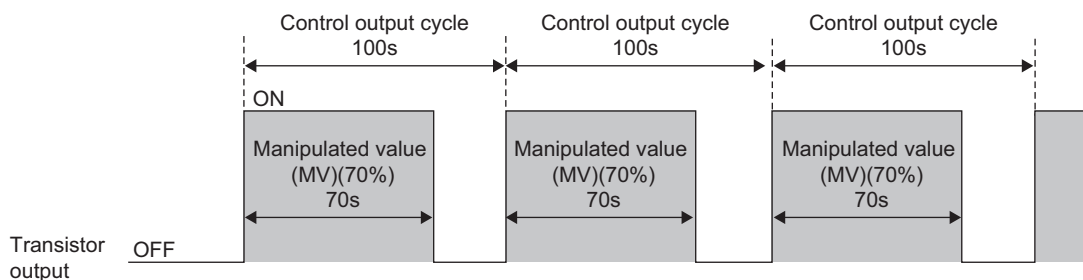 Control output cycle
100s
Control output cycle
100s
Control output cycle
100s
ON
Manipulated value
(MV)(70%)
70s
Manipulated value
(MV)(70%)
70s
Manipulated value
(MV)(70%)
70s
Transistor
output
OFF